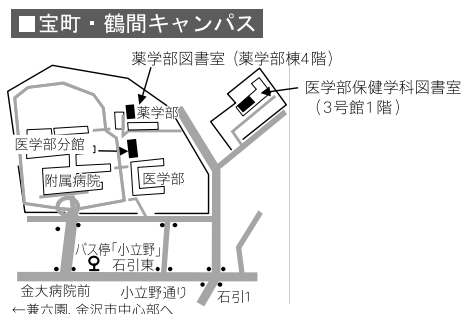 ■宝町・鶴間キャンパス
薬学部図書室（薬学部棟4階）
医学部保健学科図書室
（3号館1階）
薬学部
医学部分館
附属病院
医学部
バス停「小立野」
石引東
金大病院前
小立野通り
石引1
←兼六園、金沢市中心部へ